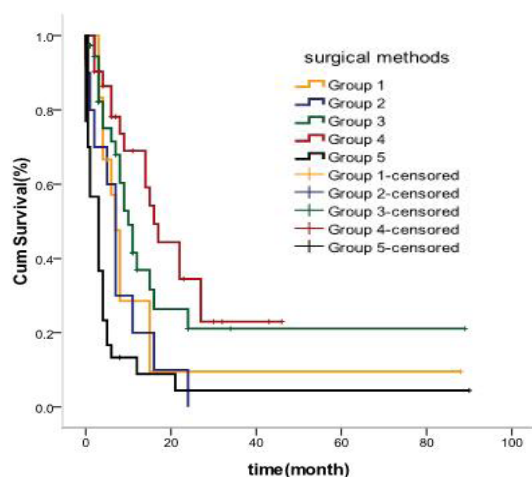 surgical methods
Group 1
Group 2
Group 3
Group 4
Group 5
Group 1-censored
Group 2-censored
Group 3-censored
Group 4-censored
Group 5-censored
Cum Survival(%)
1.0
0.8
0.6
0.4
0.2
0.0
0 20 40 60 80 100
time(month)